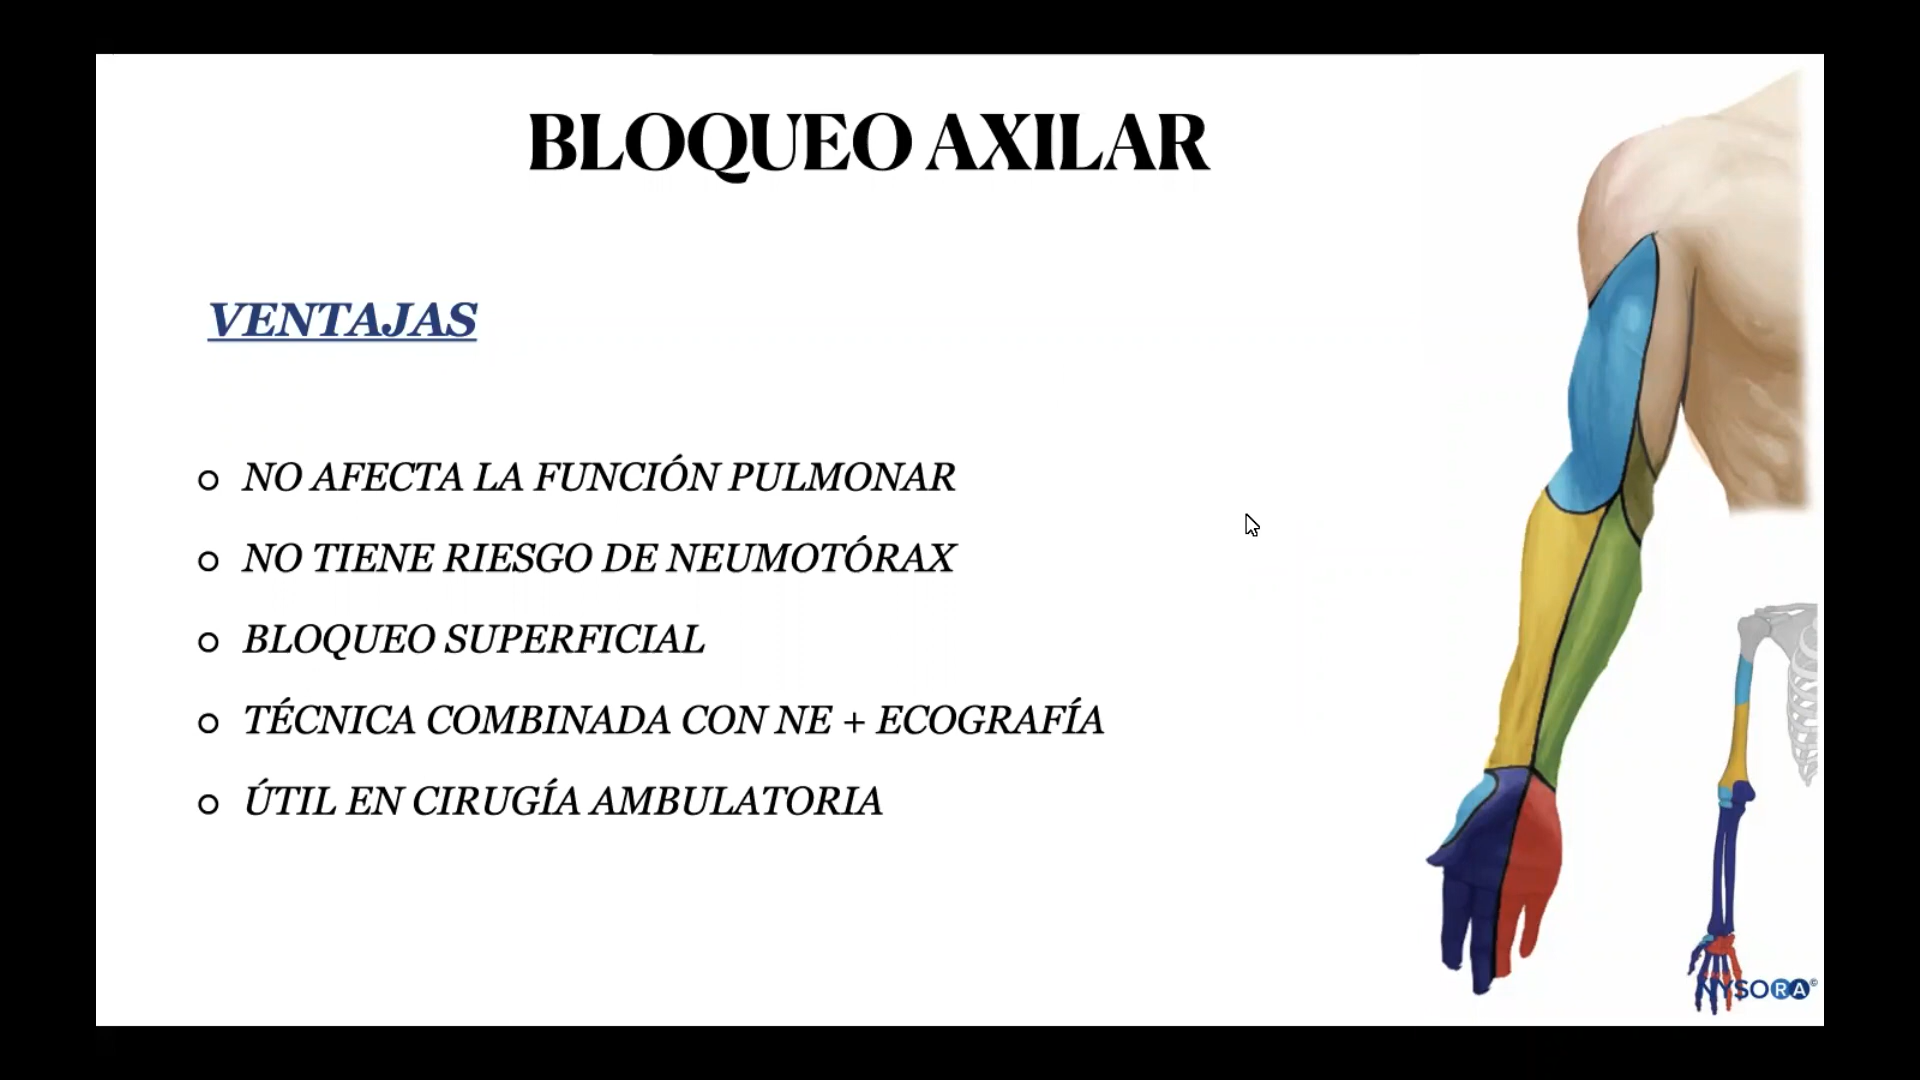 BLOQUEO AXILAR
VENTAJAS
NO AFECTA LA FUNCIÓN PULMONAR
NO TIENE RIESGO DE NEUMOTÓRAX
BLOQUEO SUPERFICIAL
TÉCNICA COMBINADA CON NE + ECOGRAFÍA
ÚTIL EN CIRUGÍA AMBULATORIA
NYSORA©